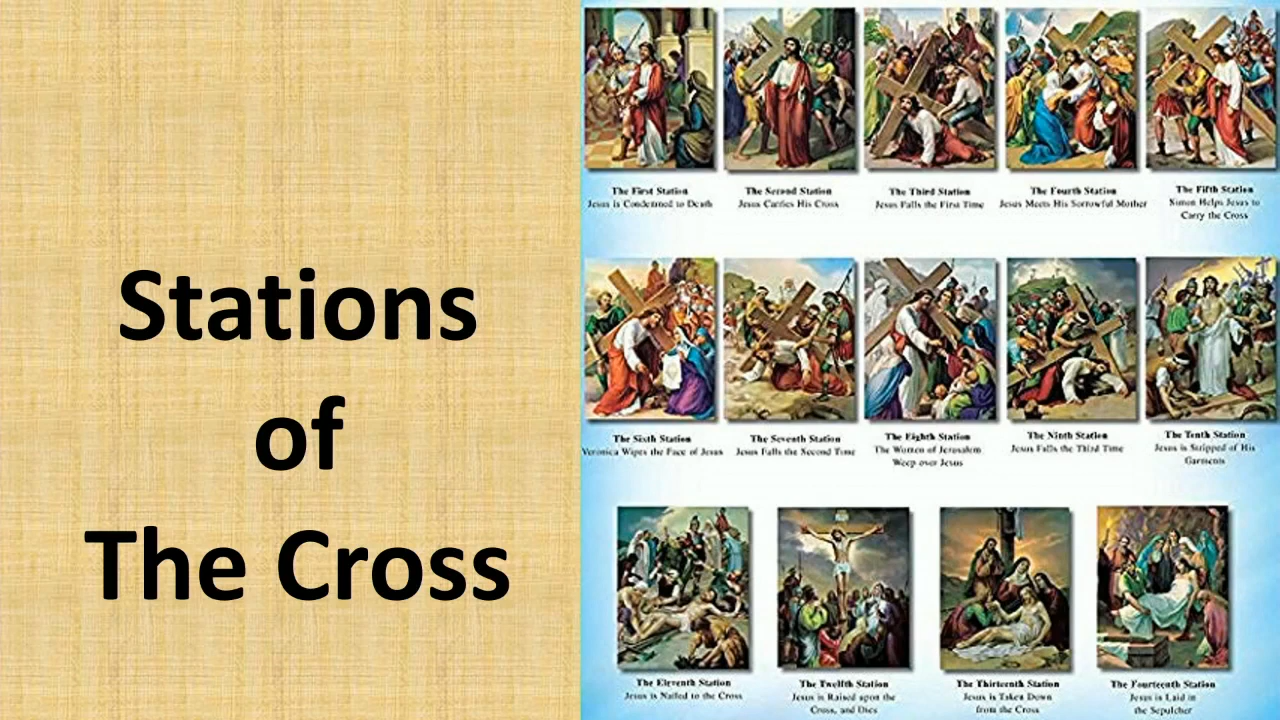 Stations
of
The Cross
The First Station
Jesus is Condemned to Death
The Second Station
Jesus Carries His Cross
The Third Station
Jesus Falls the First Time
The Fourth Station
Jesus Meets His Sorrowful Mother
The Fifth Station
Simon Helps Jesus to
Carry the Cross
The Sixth Station
Veronica Wipes the Face of Jesus
The Seventh Station
Jesus Falls the Second Time
The Eighth Station
The Women of Jerusalem
Weep over Jesus
The Ninth Station
Jesus Falls the Third Time
The Tenth Station
Jesus is Stripped of His
Garments
The Eleventh Station
Jesus is Nailed to the Cross
The Twelfth Station
Jesus is Raised upon the
Cross, and Dies
The Thirteenth Station
Jesus is Taken Down
from the Cross
The Fourteenth Station
Jesus is Laid in
the Sepulcher